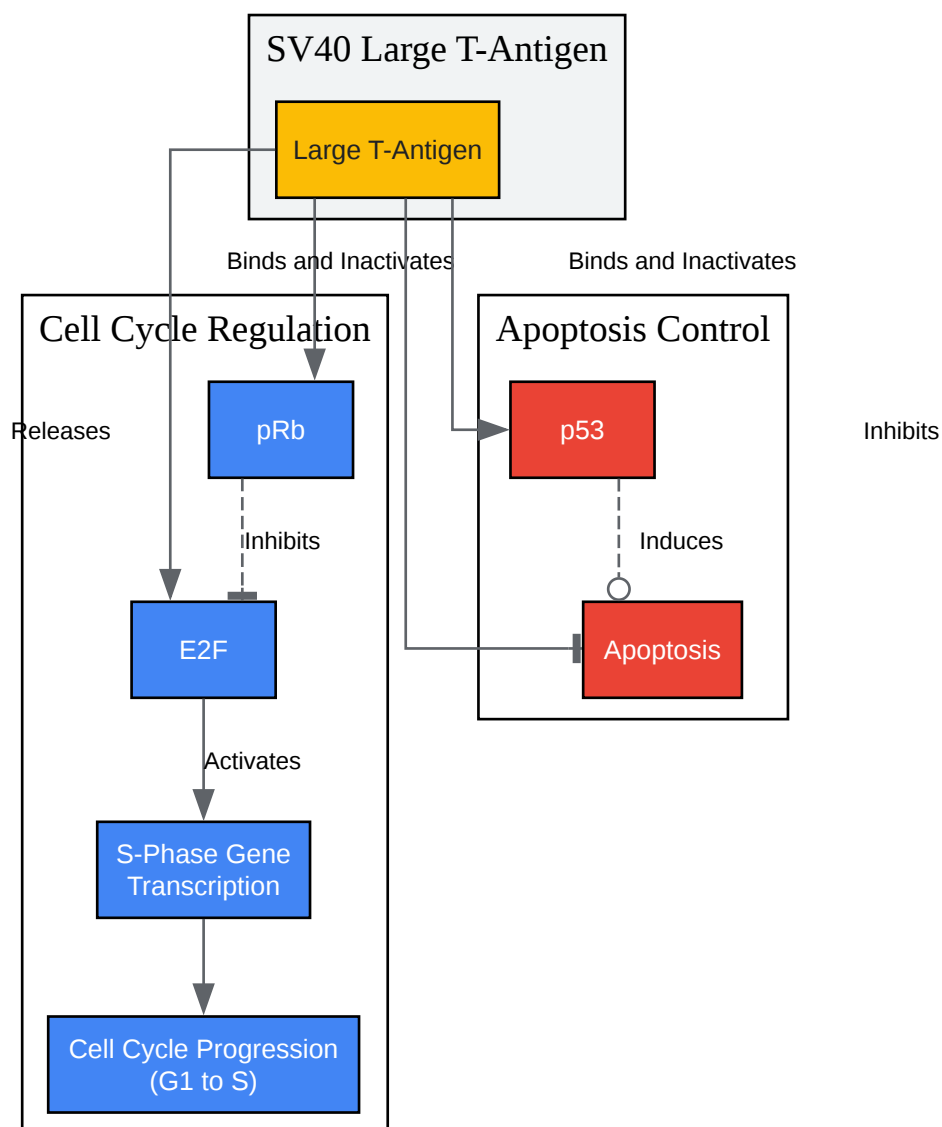 SV40 Large T-Antigen
Large T-Antigen
Binds and Inactivates
Binds and Inactivates
Cell Cycle Regulation
Apoptosis Control
pRb
p53
Releases
Inhibits
Inhibits
Induces
E2F
Apoptosis
Activates
S-Phase Gene
Transcription
Cell Cycle Progression
(G1 to S)